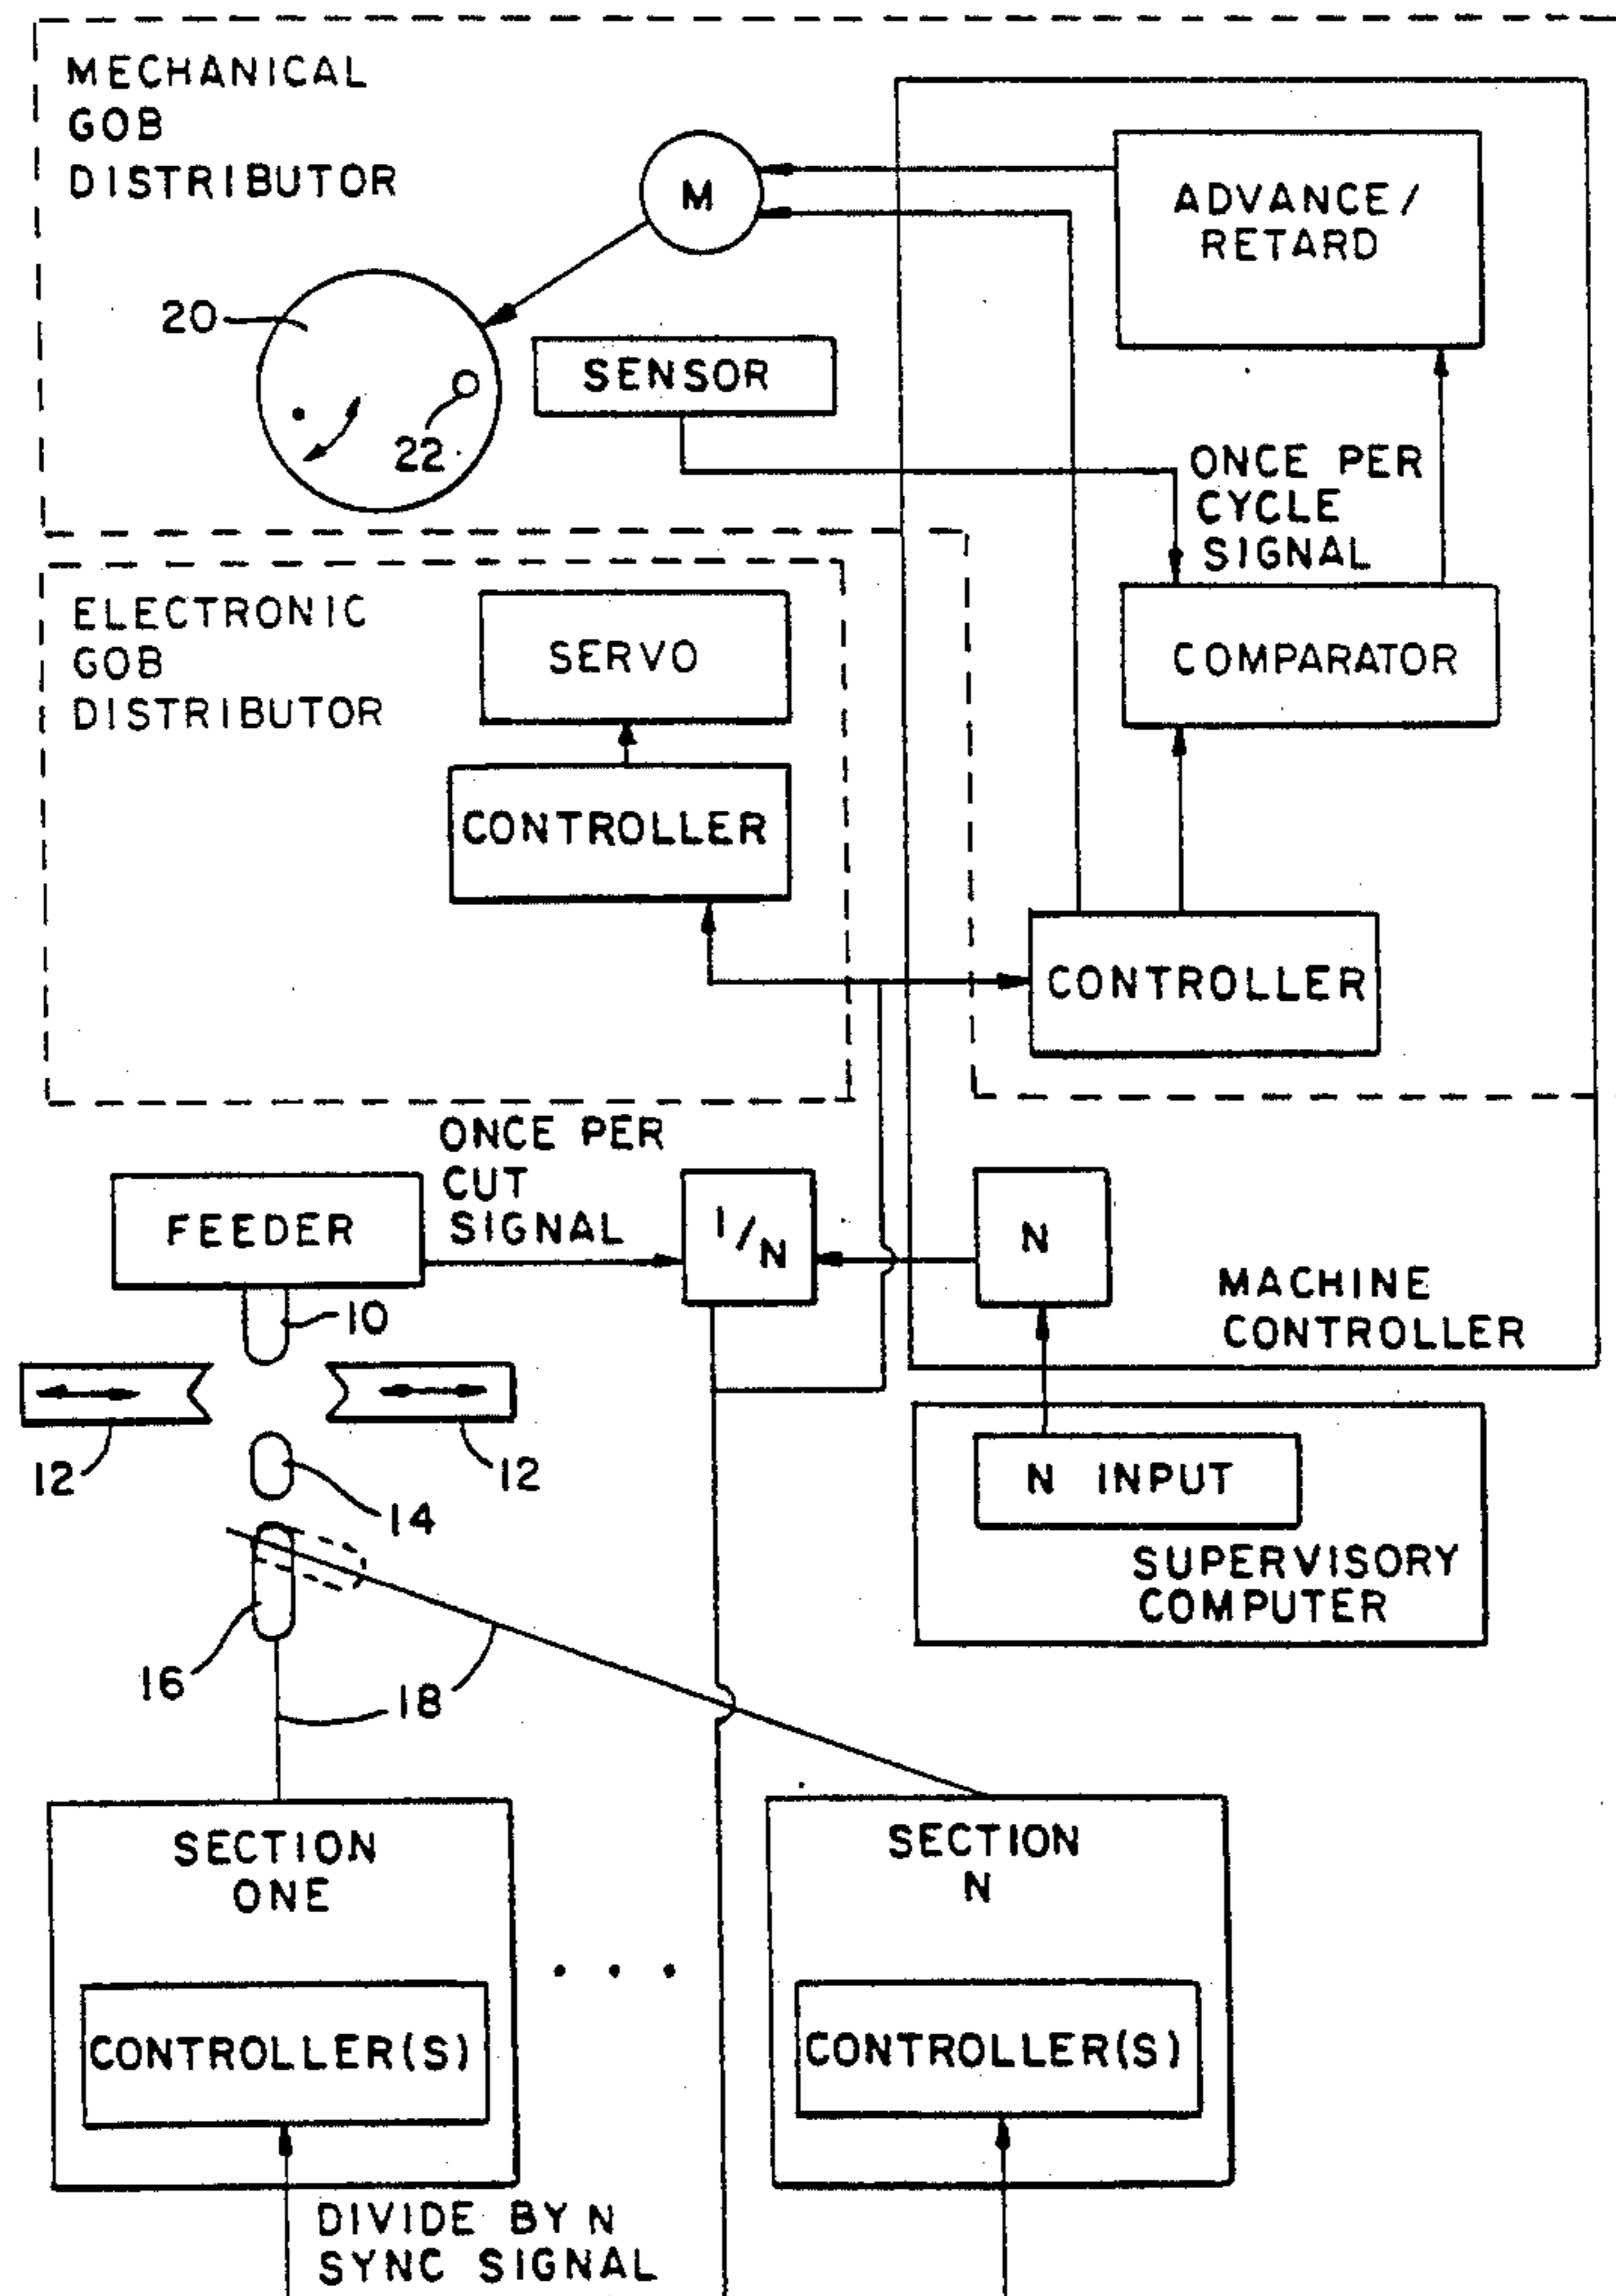 MECHANICAL
GOB
DISTRIBUTOR
M
ADVANCE/
RETARD
20
22
SENSOR
ONCE PER
CYCLE
SIGNAL
ELECTRONIC
GOB
DISTRIBUTOR
SERVO
COMPARATOR
CONTROLLER
CONTROLLER
ONCE PER
CUT
SIGNAL
FEEDER
1/N
N
MACHINE
CONTROLLER
10
12
12
14
N INPUT
SUPERVISORY
COMPUTER
16
18
SECTION
ONE
SECTION
N
. . .
CONTROLLER(S)
CONTROLLER(S)
DIVIDE BY N
SYNC SIGNAL